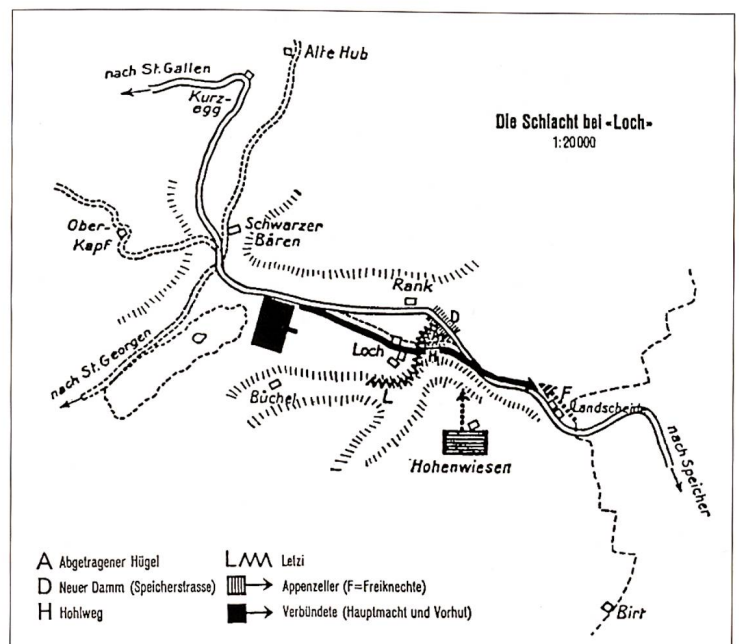 Alte Hub
nach St. Gallen
Kurz-
egg
Die Schlacht bei «Loch»
1:20000
Schwarzer
Bären
Ober-
Kapf
Rank
D
nach St. Georgen
Loch
H
F
Landscheide
L
Büchel
Hohenwiesen
nach Speicher
A Abgetragener Hügel
D Neuer Damm (Speicherstrasse)
H Hohlweg
L Letzi
Appenzeller (F=Freiknechte)
Verbündete (Hauptmacht und Vorhut)
Birt